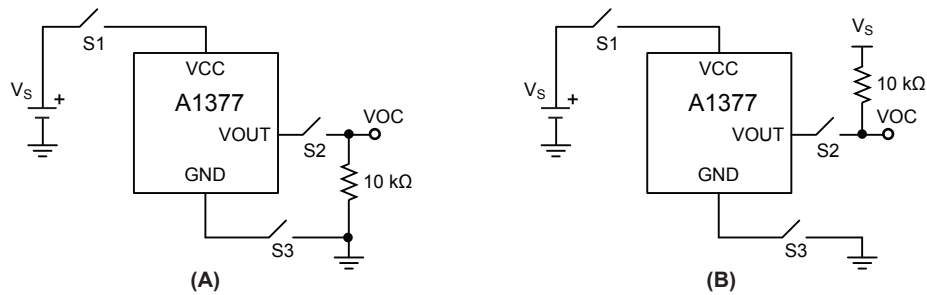 S1
VCC
A1377
VS
+
VOUT
S2
VOC
GND
10 kΩ
S3
(A)
S1
VCC
A1377
VS
+
VS
10 kΩ
VOUT
S2
VOC
GND
S3
(B)